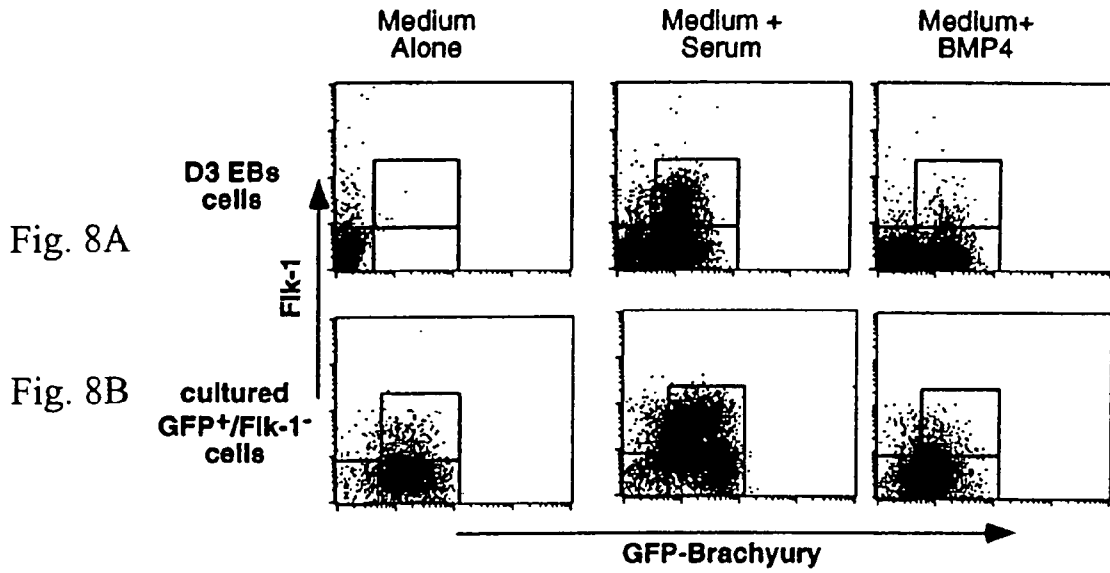 Medium
Alone
Medium +
Serum
Medium+
BMP4
D3 EBs
cells
Fig. 8A
Flk-1
Fig. 8B
cultured
GFP+/Flk-1-
cells
GFP-Brachyury